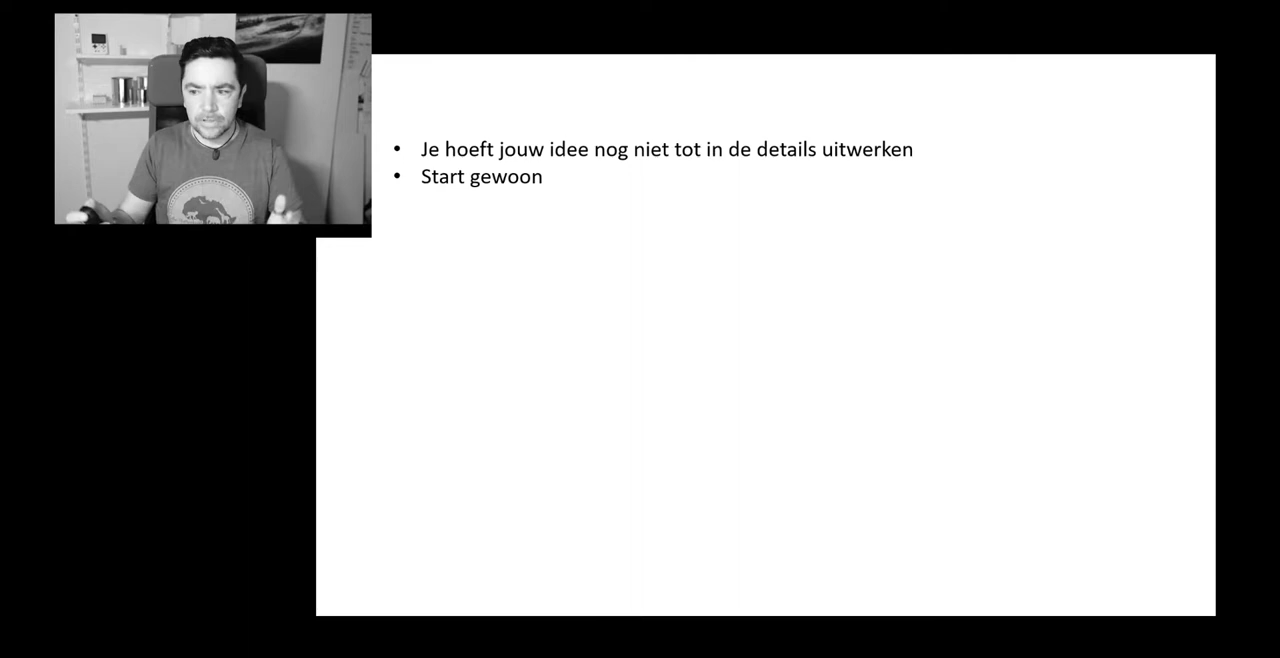 • Je hoeft jouw idee nog niet tot in de details uitwerken
• Start gewoon